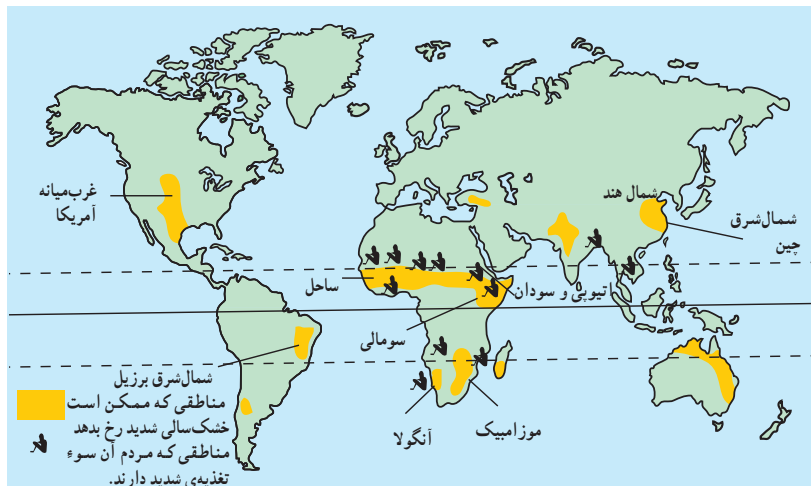 غرب‌میانه
آمریکا
شمال هند
شمال‌شرق
چین
ساحل
اتیوپی و سودان
سومالی
شمال‌شرق برزیل
آنگولا
موزامبیک
مناطقی که ممکن است
خشک‌سالی شدید رخ بدهد
مناطقی که مردم آن سوء
تغذیه‌ی شدید دارند.